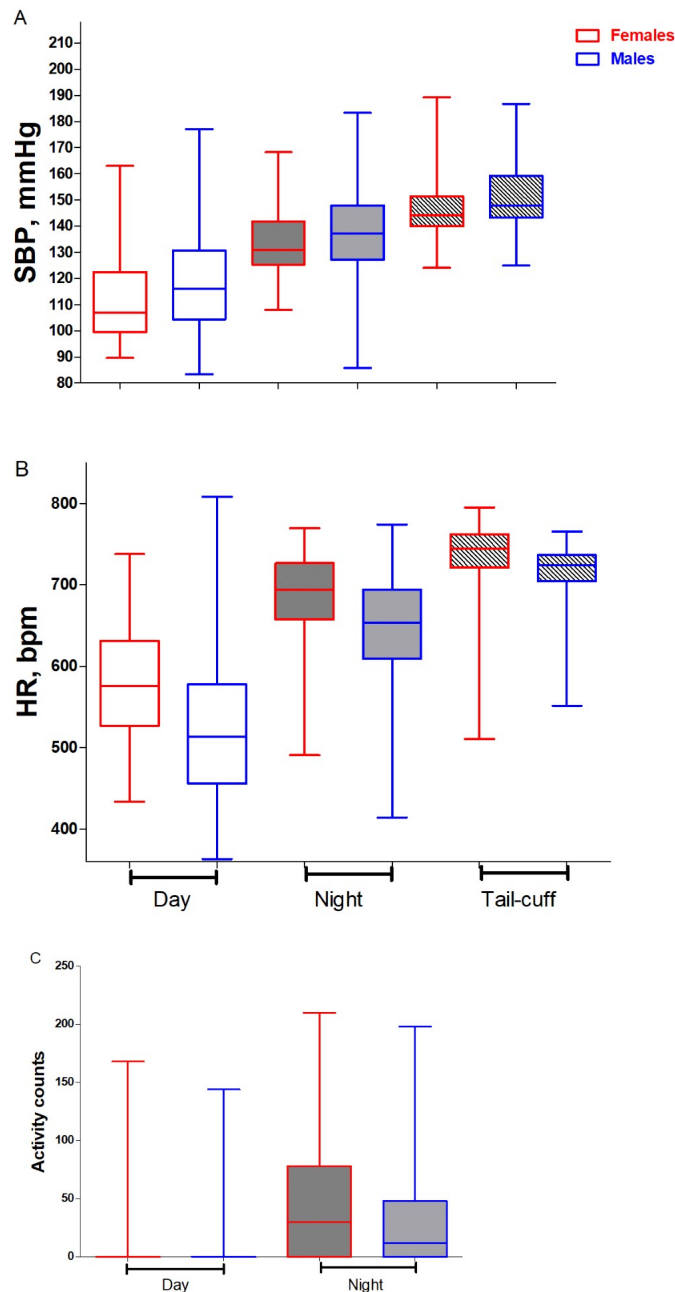 A
Females
Males
SBP, mmHg
210
200
190
180
170
160
150
140
130
120
110
100
90
80
B
HR, bpm
800
700
600
500
400
Day Night Tail-cuff
C
Activity counts
250
200
150
100
50
0
Day Night